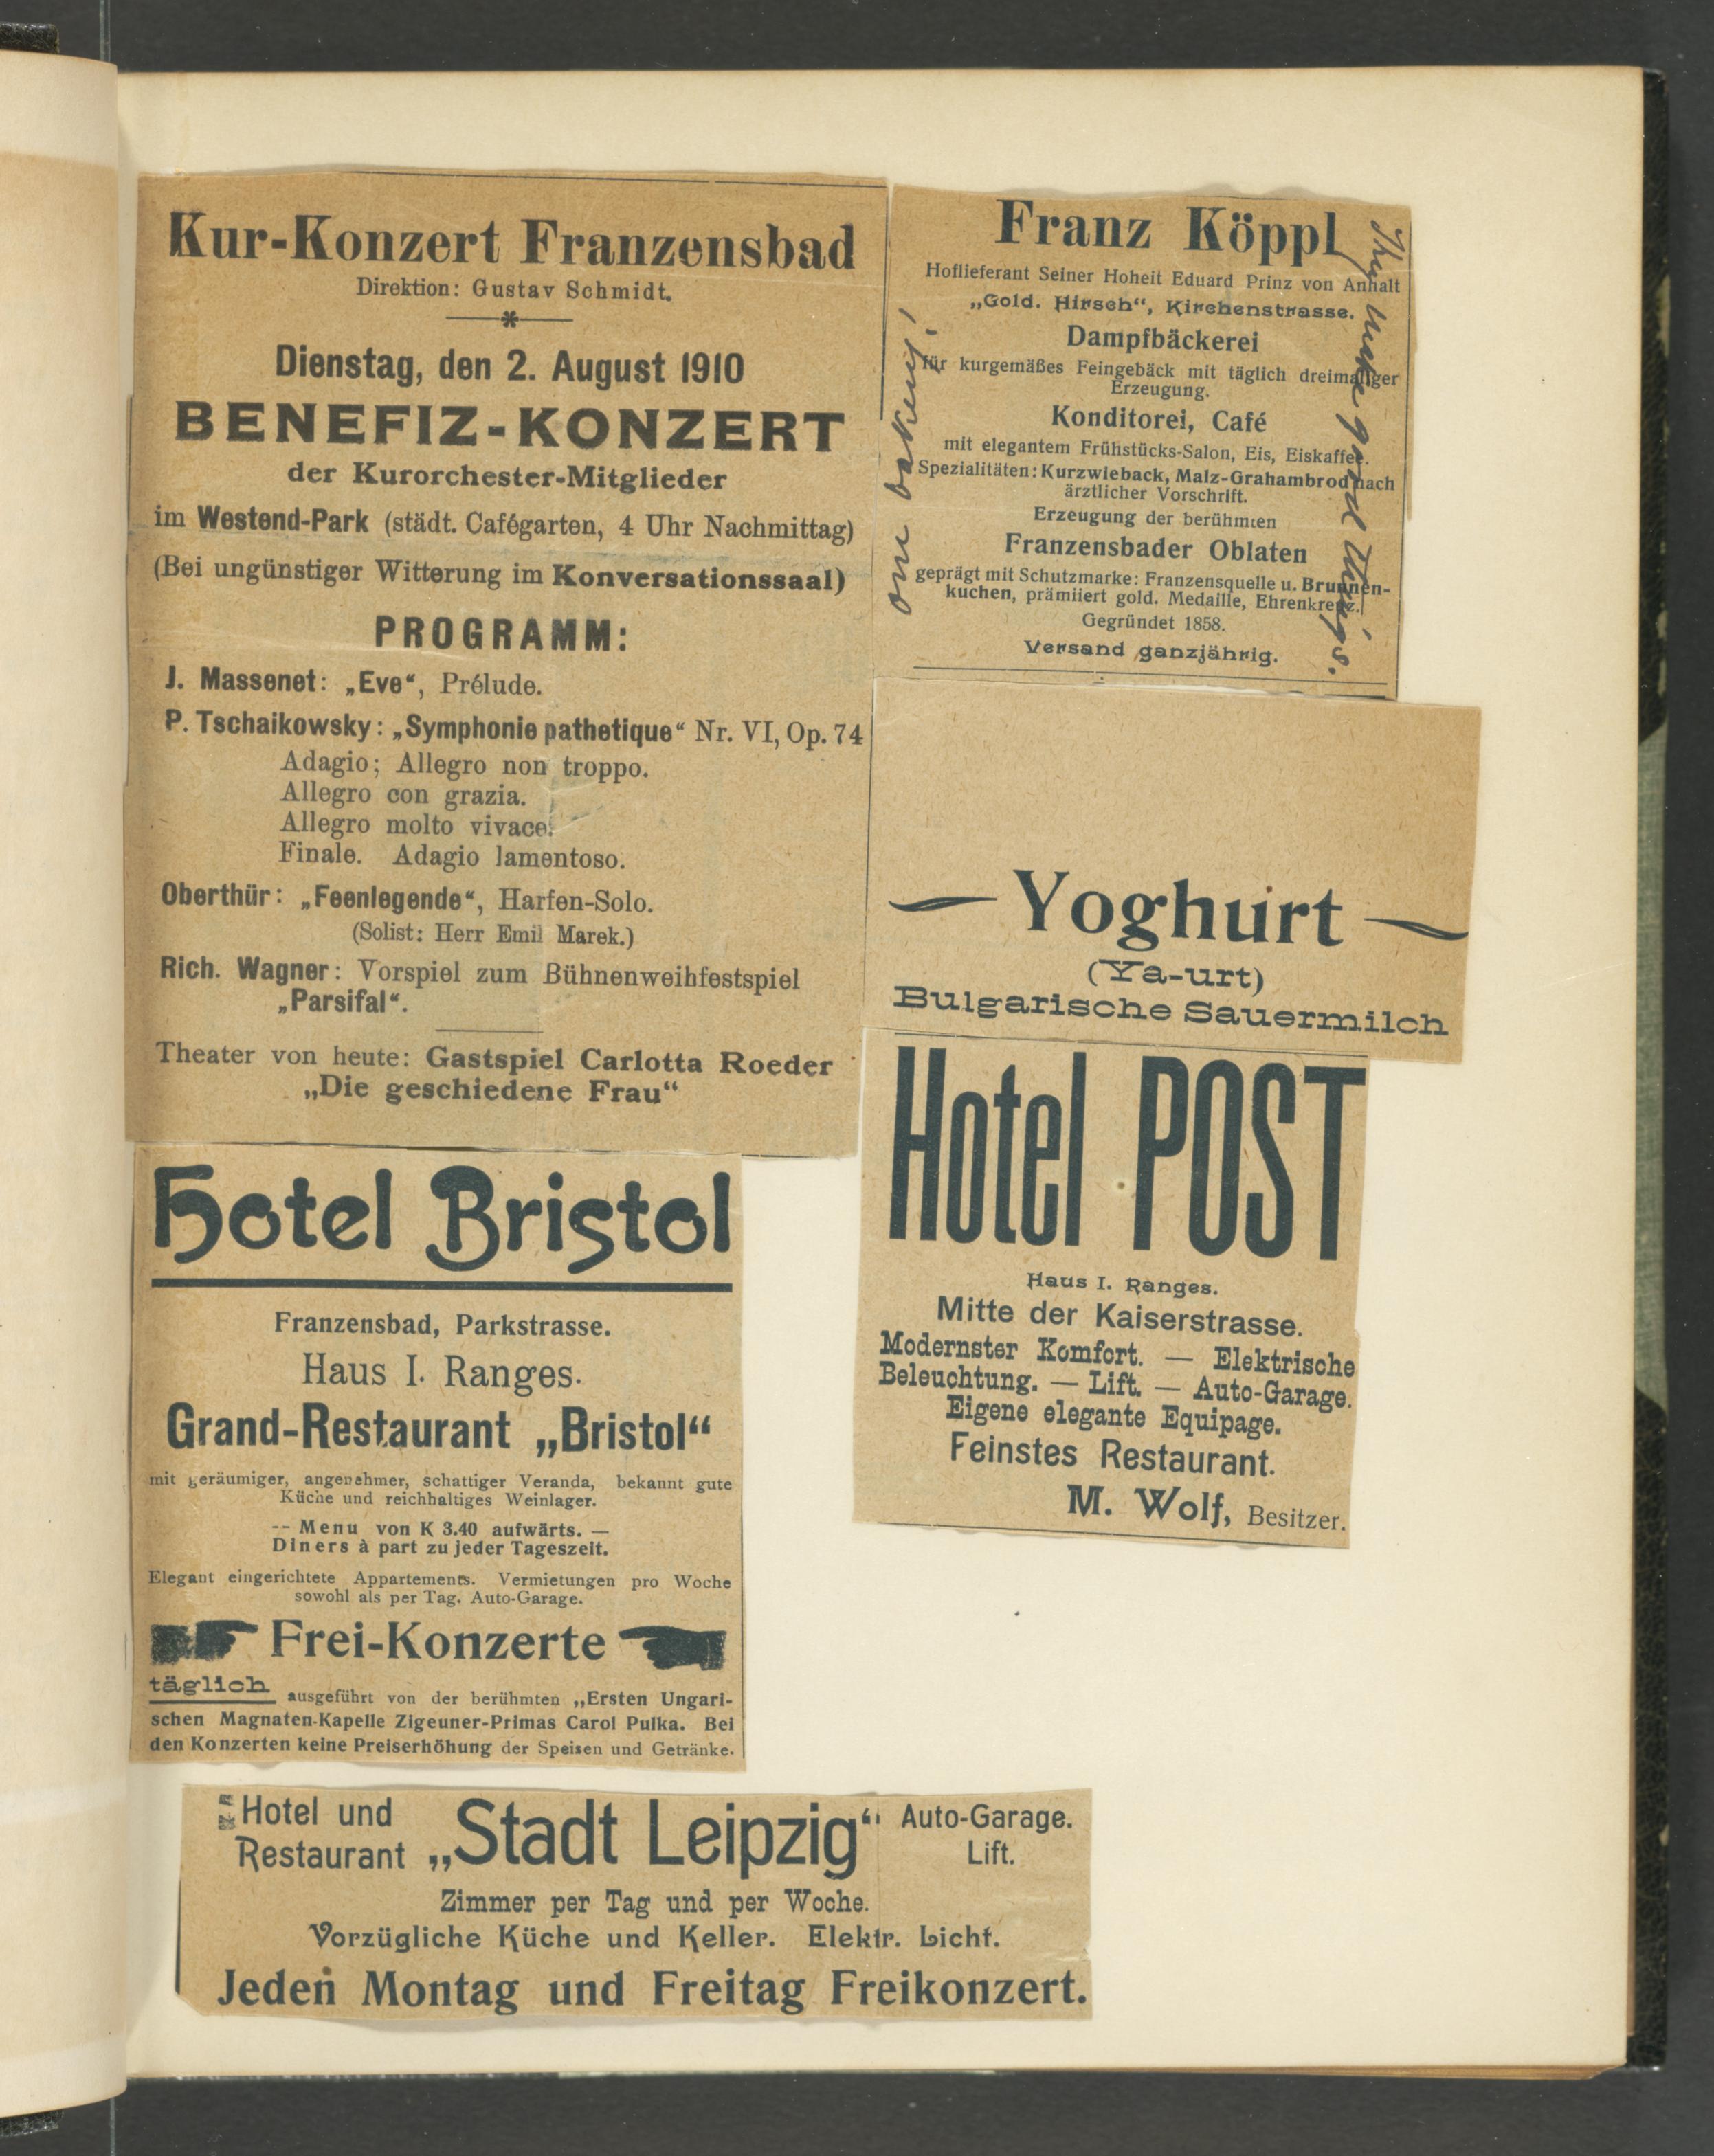 Kur-Konzert Franzensbad
Direktion: Gustav Schmidt.
*
Dienstag, den 2. August 1910
BENEFIZ-KONZERT
der Kurorchester-Mitglieder
im Westend-Park (städt. Cafégarten, 4 Uhr Nachmittag)
(Bei ungünstiger Witterung im Konversationssaal)
PROGRAMM:
J. Massenet: „Eve“, Prélude.
P. Tschaikowsky: „Symphonie pathetique“ Nr. VI, Op. 74
Adagio; Allegro non troppo.
Allegro con grazia.
Allegro molto vivace.
Finale. Adagio lamentoso.
Oberthür: „Feenlegende“, Harfen-Solo.
(Solist: Herr Emil Marek.)
Rich. Wagner: Vorspiel zum Bühnenweihfestspiel
„Parsifal“.
Theater von heute: Gastspiel Carlotta Roeder
„Die geschiedene Frau“
Hotel Bristol
Franzensbad, Parkstrasse.
Haus I. Ranges.
Grand-Restaurant „Bristol“
mit geräumiger, angenehmer, schattiger Veranda, bekannt gute
Küche und reichhaltiges Weinlager.
-- Menu von K 3.40 aufwärts. —
Diners à part zu jeder Tageszeit.
Elegant eingerichtete Appartements. Vermietungen pro Woche
sowohl als per Tag. Auto-Garage.
Frei-Konzerte
täglich ausgeführt von der berühmten „Ersten Ungari-
schen Magnaten-Kapelle Zigeuner-Primas Carol Pulka. Bei
den Konzerten keine Preiserhöhung der Speisen und Getränke.
Franz Köppl
Hoflieferant Seiner Hoheit Eduard Prinz von Anhalt
„Gold. Hirsch“, Kirchenstrasse.
Dampfbäckerei
für kurgemäßes Feingebäck mit täglich dreimaliger
Erzeugung.
Konditorei, Café
mit elegantem Frühstücks-Salon, Eis, Eiskaffee.
Spezialitäten: Kurzwieback, Malz-Grahambrod nach
ärztlicher Vorschrift.
Erzeugung der berühmten
Franzensbader Oblaten
geprägt mit Schutzmarke: Franzensquelle u. Brunnen-
kuchen, prämiiert gold. Medaille, Ehrenkreuz.
Gegründet 1858.
Versand ganzjährig.
They make good things.
our bakery!
Yoghurt
(Ya-urt)
Bulgarische Sauermilch
Hotel POST
Haus I. Ranges.
Mitte der Kaiserstrasse.
Modernster Komfort. — Elektrische
Beleuchtung. — Lift. — Auto-Garage.
Eigene elegante Equipage.
Feinstes Restaurant.
M. Wolf, Besitzer.
Hotel und
Restaurant „Stadt Leipzig“ Auto-Garage.
Lift.
Zimmer per Tag und per Woche.
Vorzügliche Küche und Keller. Elektr. Licht.
Jeden Montag und Freitag Freikonzert.